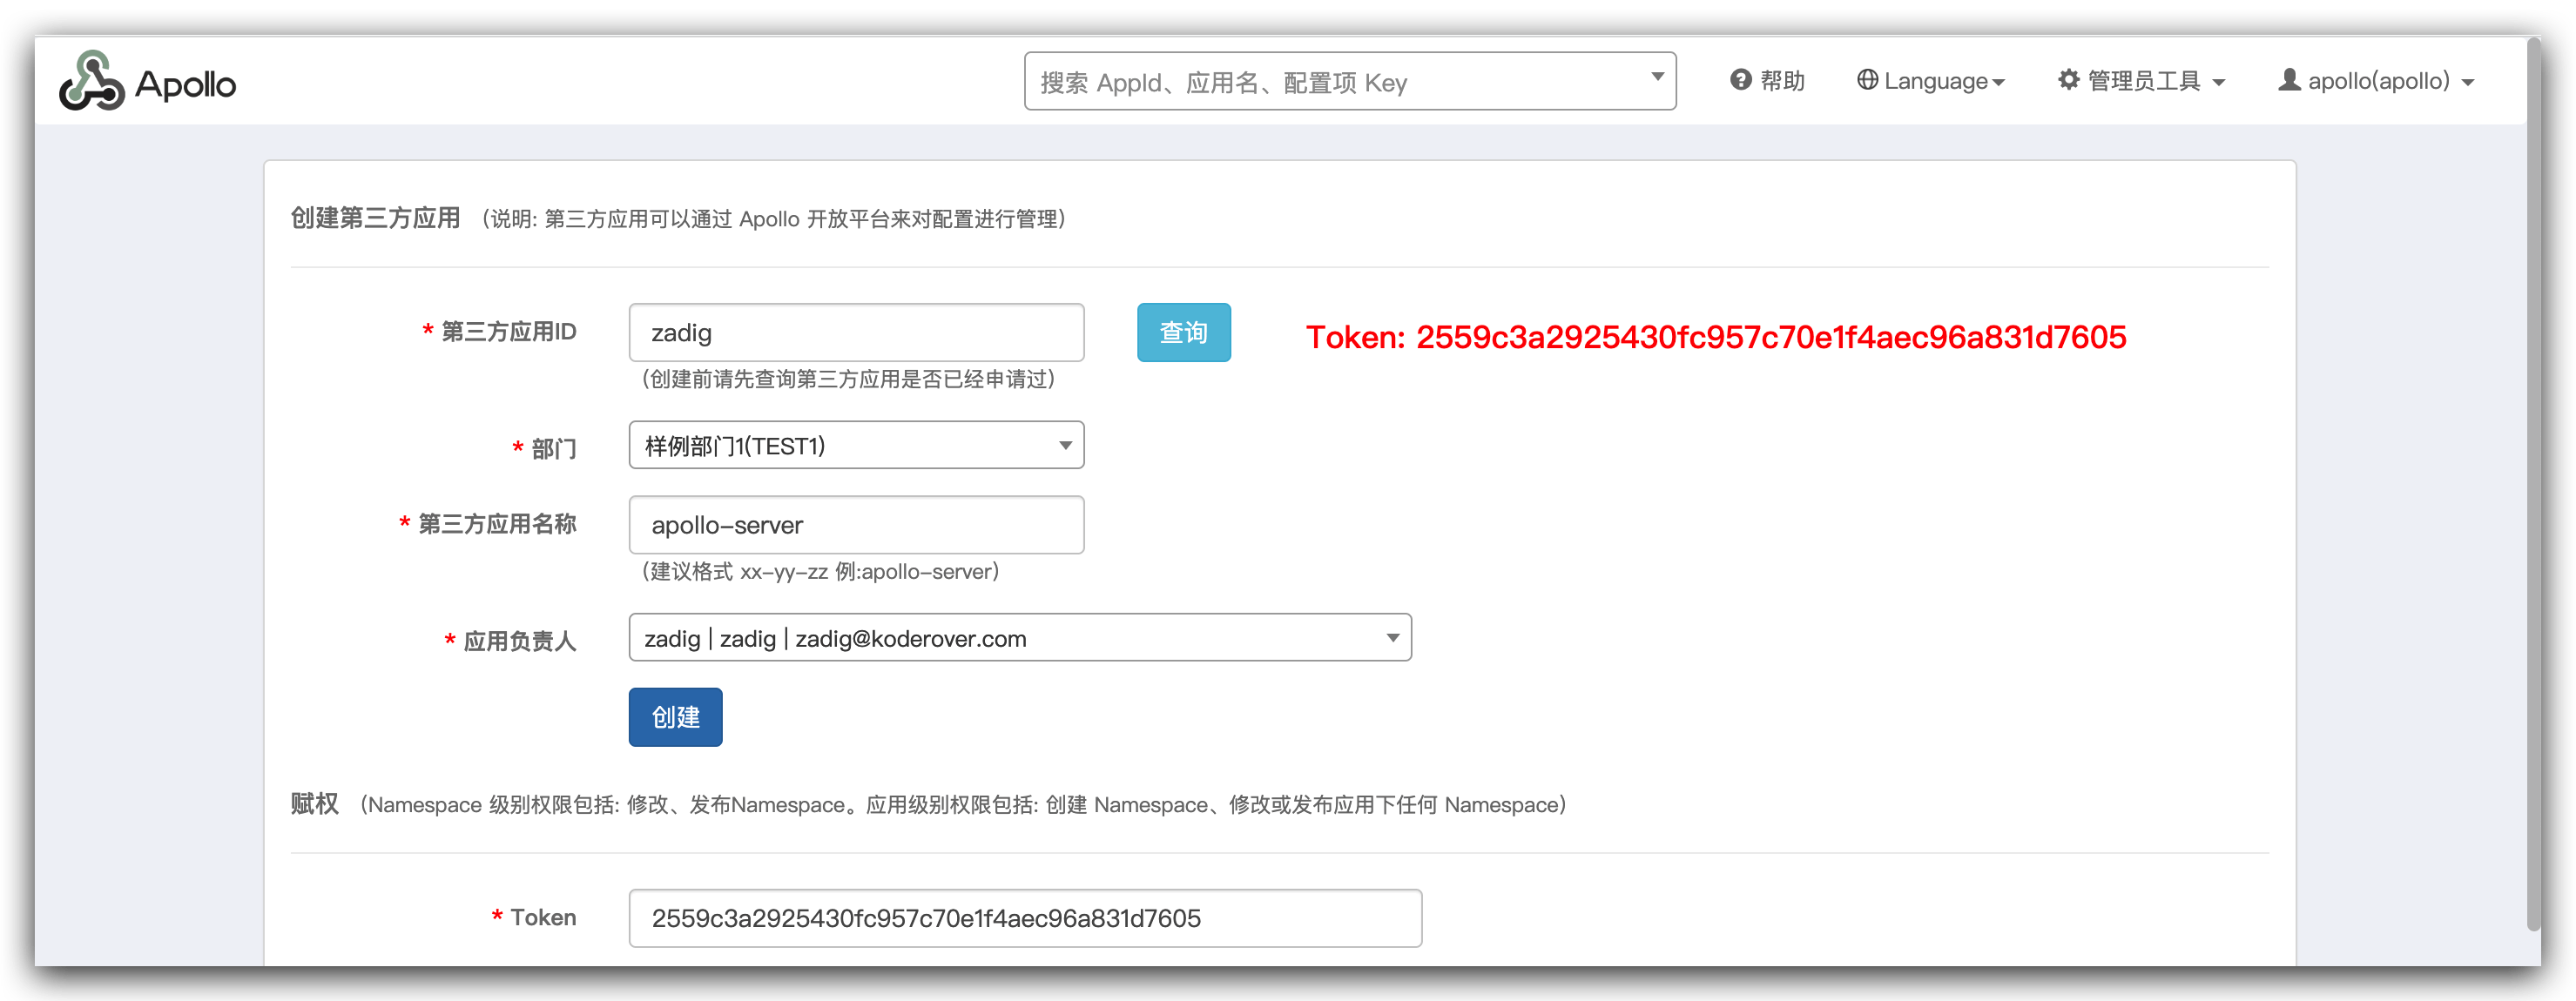 Apollo
搜索 AppId、应用名、配置项 Key
帮助
Language
管理员工具
apollo(apollo)
创建第三方应用 (说明: 第三方应用可以通过 Apollo 开放平台来对配置进行管理)
* 第三方应用ID
zadig
查询
Token: 2559c3a2925430fc957c70e1f4aec96a831d7605
(创建前请先查询第三方应用是否已经申请过)
* 部门
样例部门1(TEST1)
* 第三方应用名称
apollo-server
(建议格式 xx-yy-zz 例:apollo-server)
* 应用负责人
zadig | zadig | zadig@koderover.com
创建
赋权 (Namespace 级别权限包括: 修改、发布Namespace。应用级别权限包括: 创建 Namespace、修改或发布应用下任何 Namespace)
* Token
2559c3a2925430fc957c70e1f4aec96a831d7605